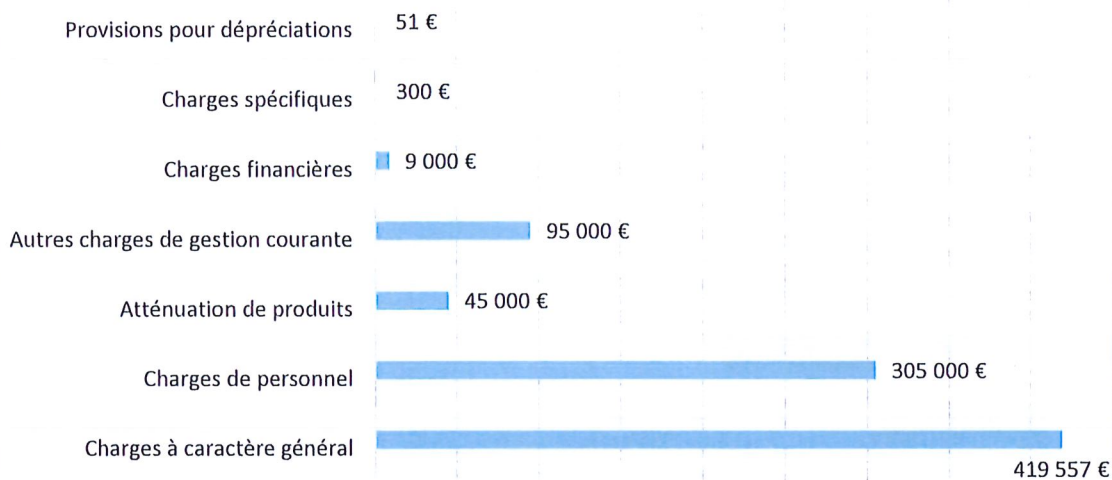 Provisions pour dépréciations 51 €
Charges spécifiques 300 €
Charges financières 9 000 €
Autres charges de gestion courante 95 000 €
Atténuation de produits 45 000 €
Charges de personnel 305 000 €
Charges à caractère général
419 557 €